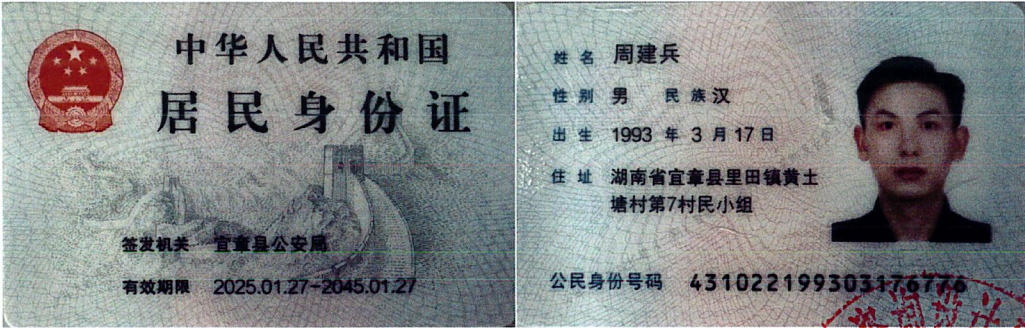 中华人民共和国
居民身份证
签发机关 宜章县公安局
有效期限 2025.01.27-2045.01.27
姓名 周建兵
性别 男 民族 汉
出生 1993 年 3 月 17 日
住址 湖南省宜章县里田镇黄土
塘村第7村民小组
公民身份号码 431022199303176776